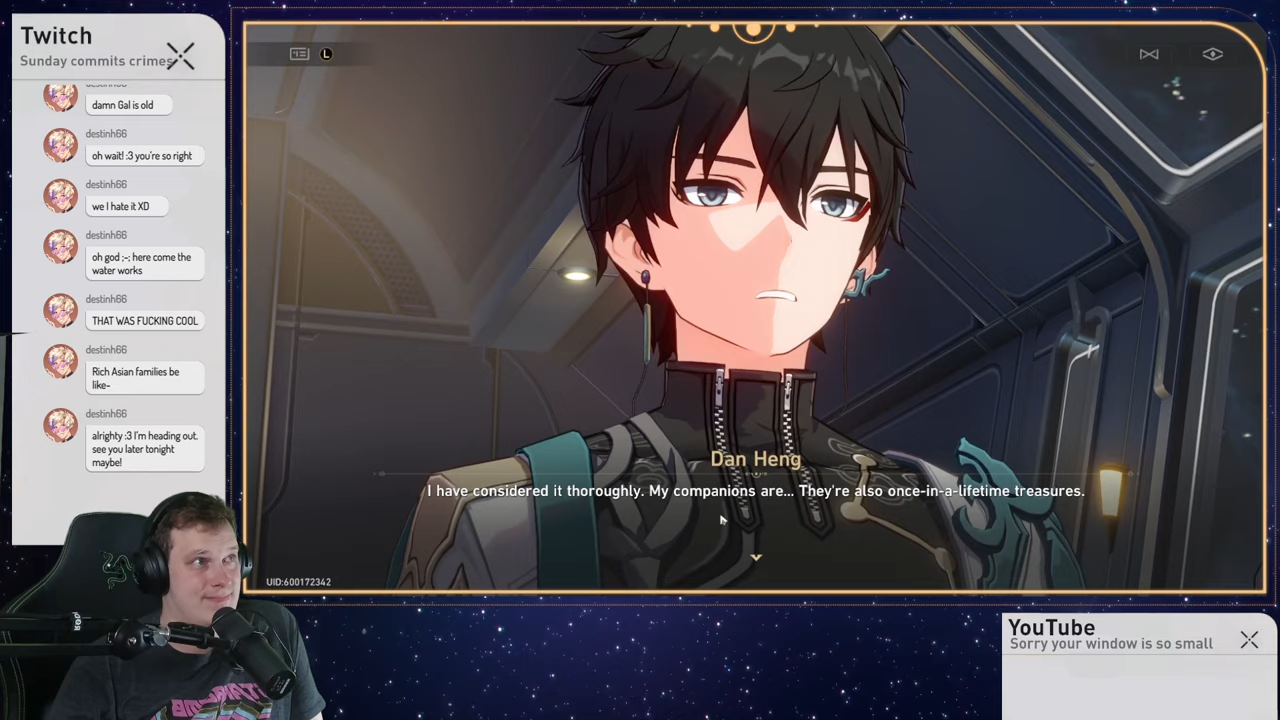 Twitch
Sunday commits crimes
destinh66
damn Gal is old
destinh66
oh wait! :3 you're so right
destinh66
we I hate it XD
destinh66
oh god ;-; here come the
water works
destinh66
THAT WAS FUCKING COOL
destinh66
Rich Asian families be
like-
destinh66
alrighty :3 I'm heading out.
see you later tonight
maybe!
L
Dan Heng
I have considered it thoroughly. My companions are... They're also once-in-a-lifetime treasures.
UID:600172342
YouTube
Sorry your window is so small